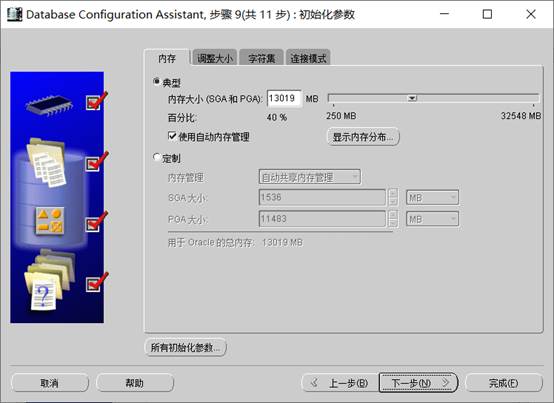 Database Configuration Assistant, 步骤 9(共 11 步) : 初始化参数
内存 调整大小 字符集 连接模式
典型
内存大小 (SGA 和 PGA): 13019 MB
百分比: 40 % 250 MB 32548 MB
使用自动内存管理 显示内存分布...
定制
内存管理 自动共享内存管理
SGA 大小: 1536 MB
PGA 大小: 11483 MB
用于 Oracle 的总内存: 13019 MB
所有初始化参数...
取消 帮助 上一步(B) 下一步(N) 完成(F)